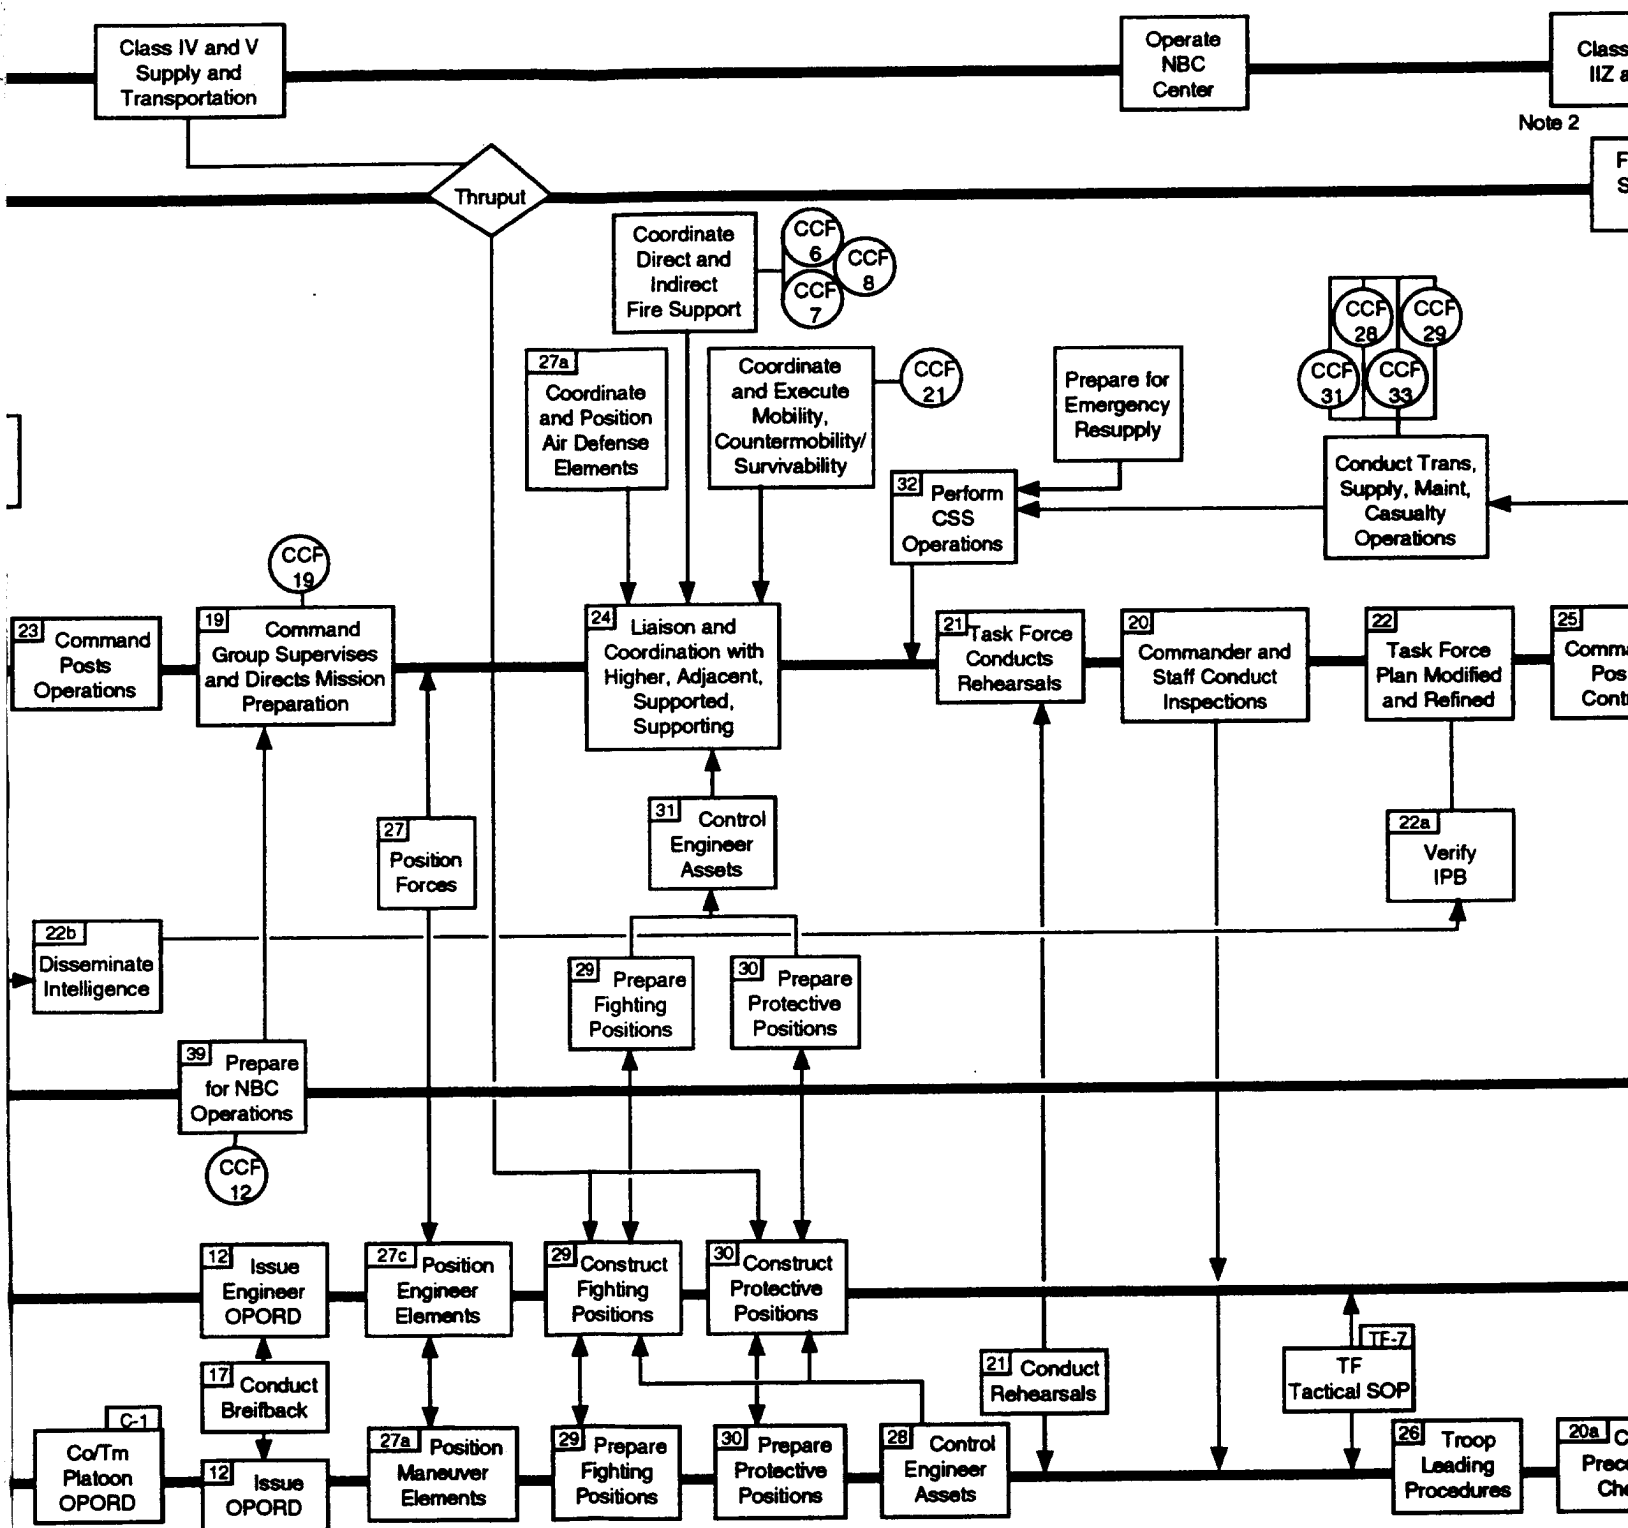 Class IV and V
Supply and
Transportation
Operate
NBC
Center
Class
IIZ a
Note 2
F
S
Thruput
Coordinate
Direct and
Indirect
Fire Support
CCF
6
CCF
8
CCF
7
CCF
28
CCF
29
CCF
31
CCF
33
27a
Coordinate
and Position
Air Defense
Elements
Coordinate
and Execute
Mobility,
Countermobility/
Survivability
CCF
21
Prepare for
Emergency
Resupply
32 Perform
CSS
Operations
Conduct Trans,
Supply, Maint,
Casualty
Operations
CCF
19
23 Command
Posts
Operations
19 Command
Group Supervises
and Directs Mission
Preparation
24 Liaison and
Coordination with
Higher, Adjacent,
Supported,
Supporting
21 Task Force
Conducts
Rehearsals
20
Commander and
Staff Conduct
Inspections
22
Task Force
Plan Modified
and Refined
25
Comma
Pos
Cont
31 Control
Engineer
Assets
27
Position
Forces
22a
Verify
IPB
22b
Disseminate
Intelligence
29 Prepare
Fighting
Positions
30 Prepare
Protective
Positions
39 Prepare
for NBC
Operations
CCF
12
12 Issue
Engineer
OPORD
27c Position
Engineer
Elements
29 Construct
Fighting
Positions
30 Construct
Protective
Positions
17 Conduct
Breifback
21 Conduct
Rehearsals
TF-7
TF
Tactical SOP
C-1
Co/Tm
Platoon
OPORD
12 Issue
OPORD
27a Position
Maneuver
Elements
29 Prepare
Fighting
Positions
30 Prepare
Protective
Positions
28 Control
Engineer
Assets
26 Troop
Leading
Procedures
20a C
Prec
Che